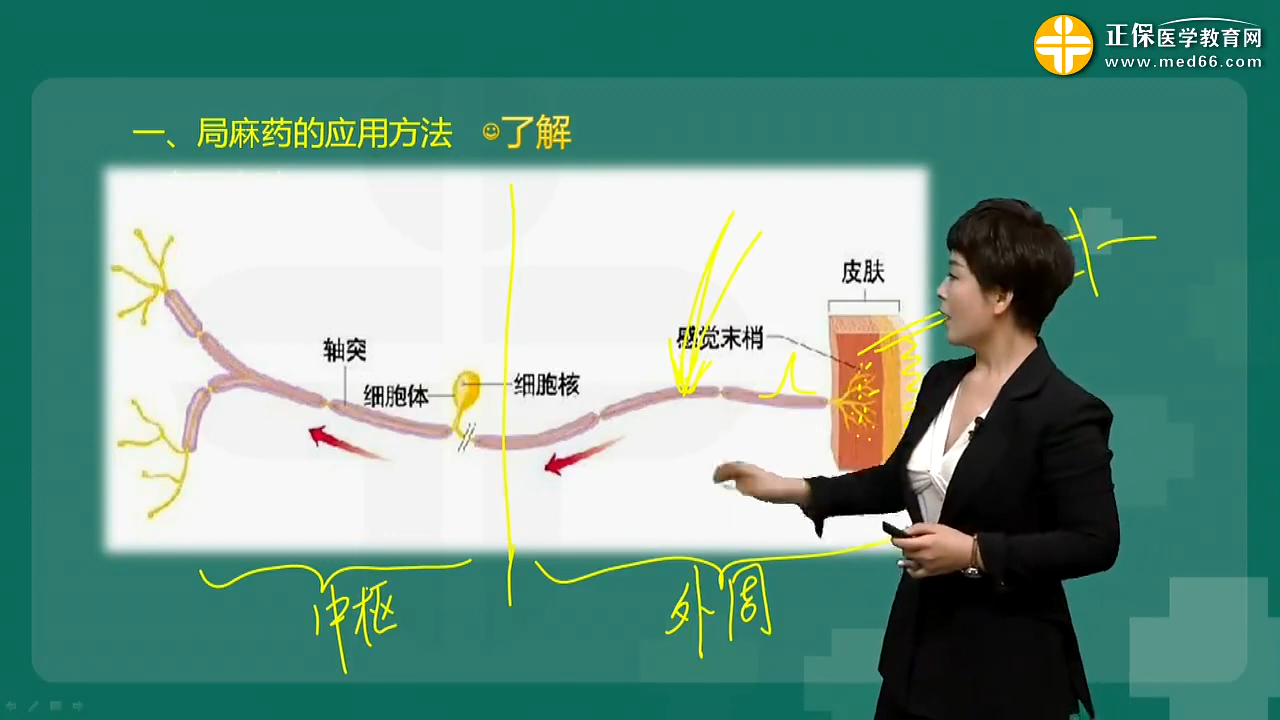 正保医学教育网
www.med66.com
一、局麻药的应用方法 了解
皮肤
感觉末梢
轴突
细胞体
细胞核
中枢
外周